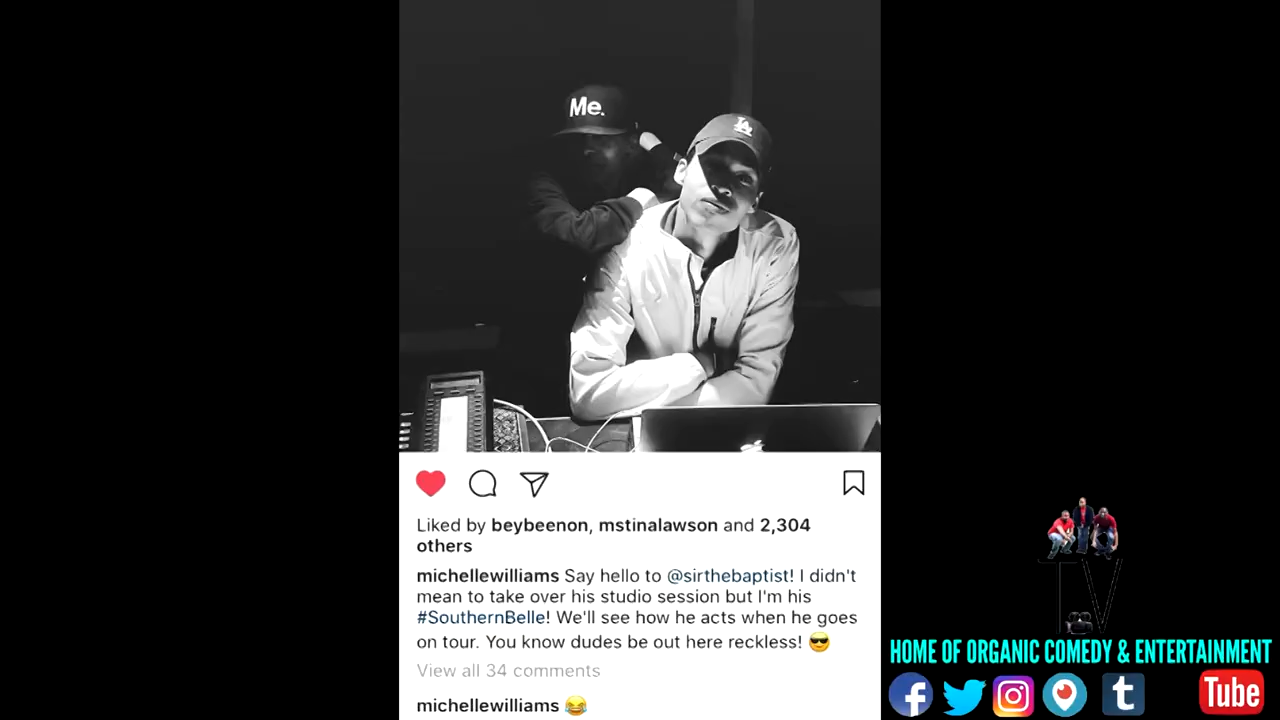 Me.
LA
Liked by beybeenon, mstinalawson and 2,304
others
michellewilliams Say hello to @sirthebaptist! I didn't
mean to take over his studio session but I'm his
#SouthernBelle! We'll see how he acts when he goes
on tour. You know dudes be out here reckless! 😎
View all 34 comments
michellewilliams 😂
TV
HOME OF ORGANIC COMEDY & ENTERTAINMENT
f
t
Tube